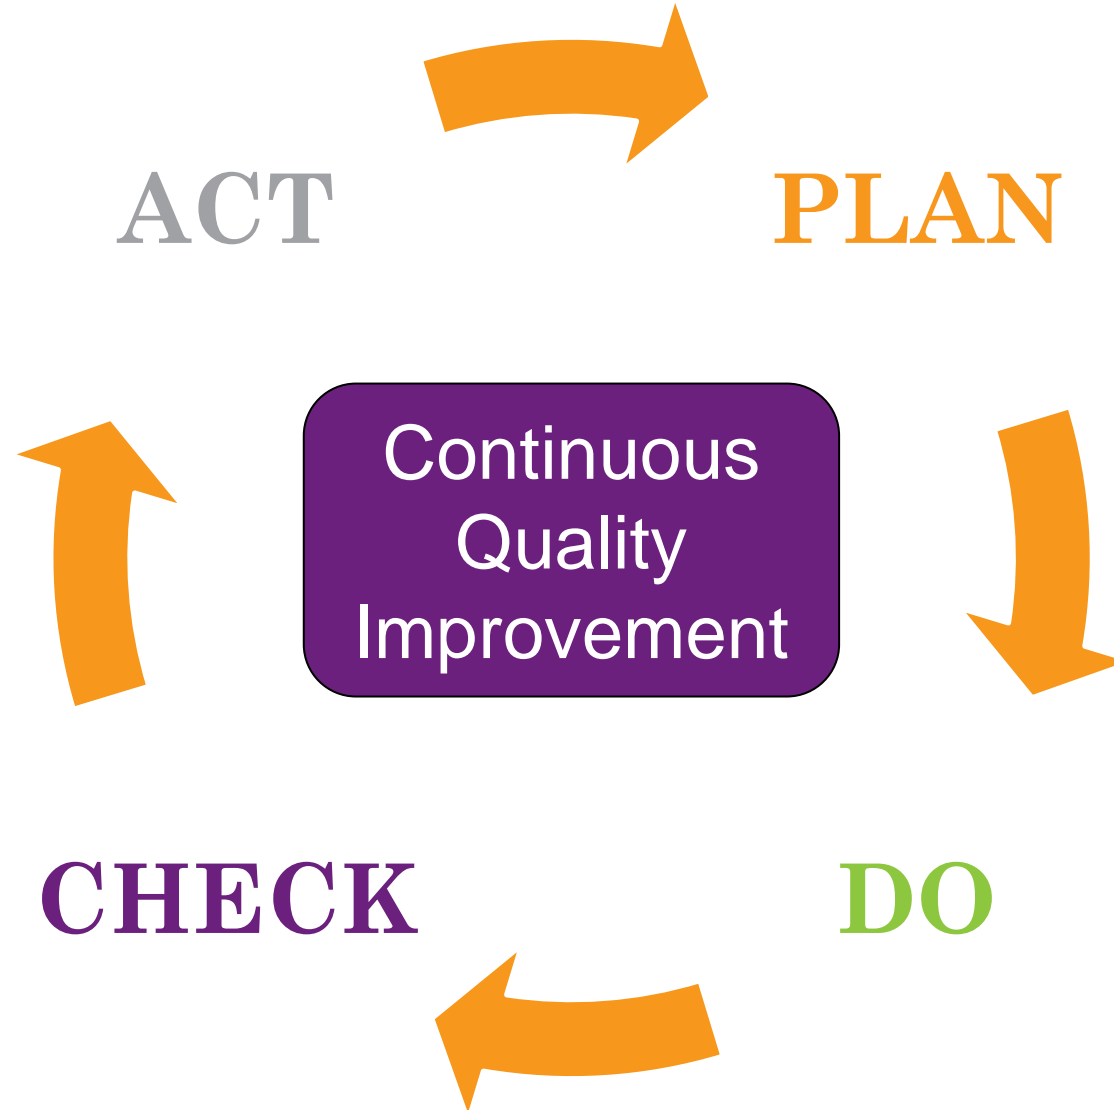 ACT
PLAN
Continuous
Quality
Improvement
CHECK
DO